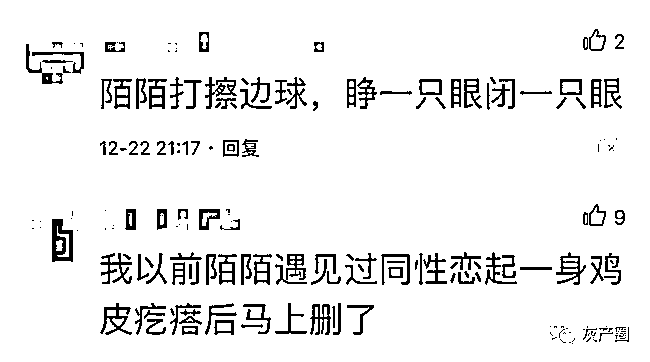 2
陌陌打擦边球，睁一只眼闭一只眼
12-22 21:17·回复
9
我以前陌陌遇见过同性恋起一身鸡
皮疙瘩后马上删了
灰产圈